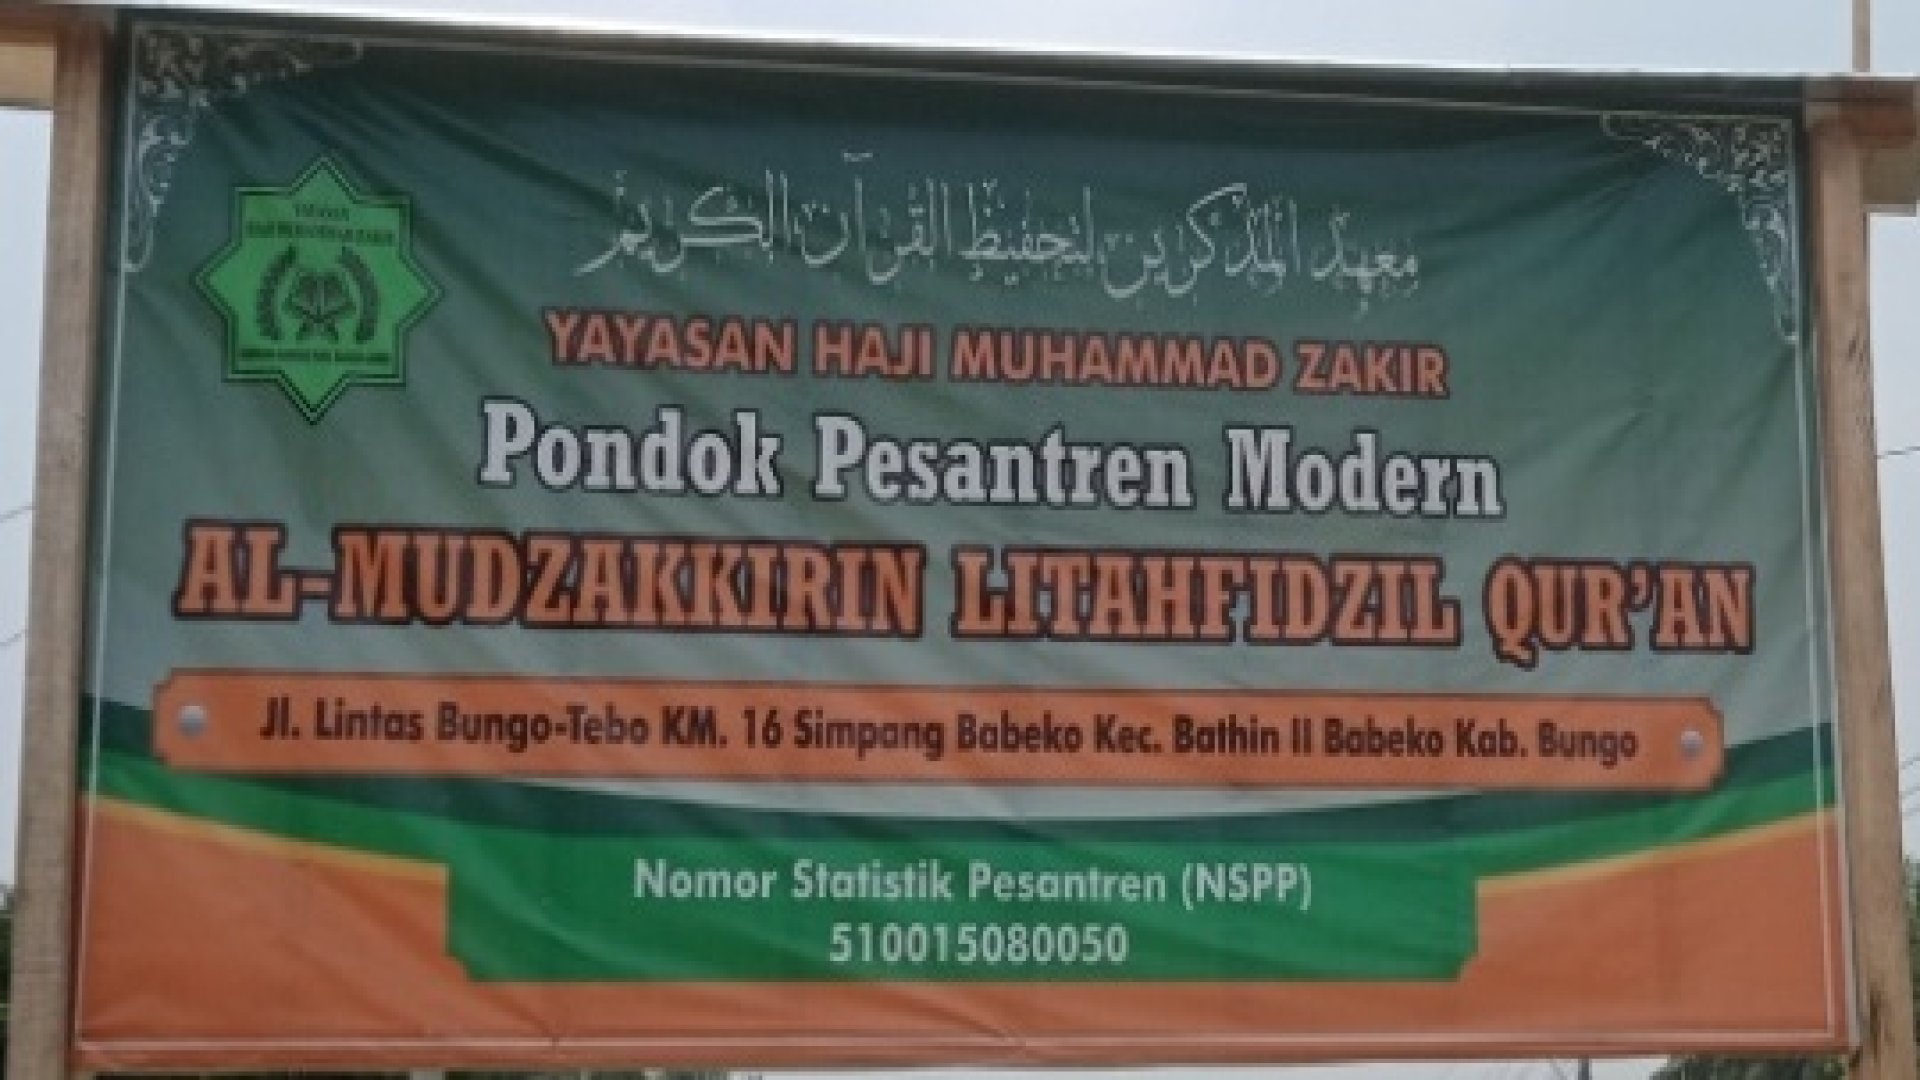 معهد المذكرين لتحفيظ القرآن الكريم
YAYASAN HAJI MUHAMMAD ZAKIR
Pondok Pesantren Modern
AL-MUDZAKKIRIN LITAHFIDZIL QUR'AN
Jl. Lintas Bungo-Tebo KM. 16 Simpang Babeko Kec. Bathin II Babeko Kab. Bungo
Nomor Statistik Pesantren (NSPP)
510015080050